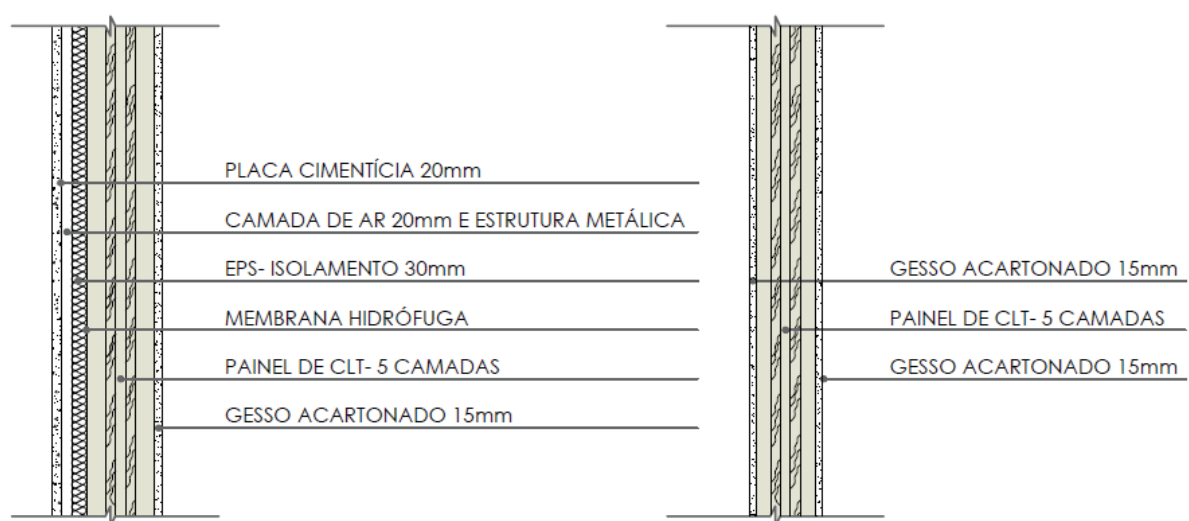 PLACA CIMENTÍCIA 20mm
CAMADA DE AR 20mm E ESTRUTURA METÁLICA
EPS- ISOLAMENTO 30mm
MEMBRANA HIDRÓFUGA
PAINEL DE CLT- 5 CAMADAS
GESSO ACARTONADO 15mm
GESSO ACARTONADO 15mm
PAINEL DE CLT- 5 CAMADAS
GESSO ACARTONADO 15mm